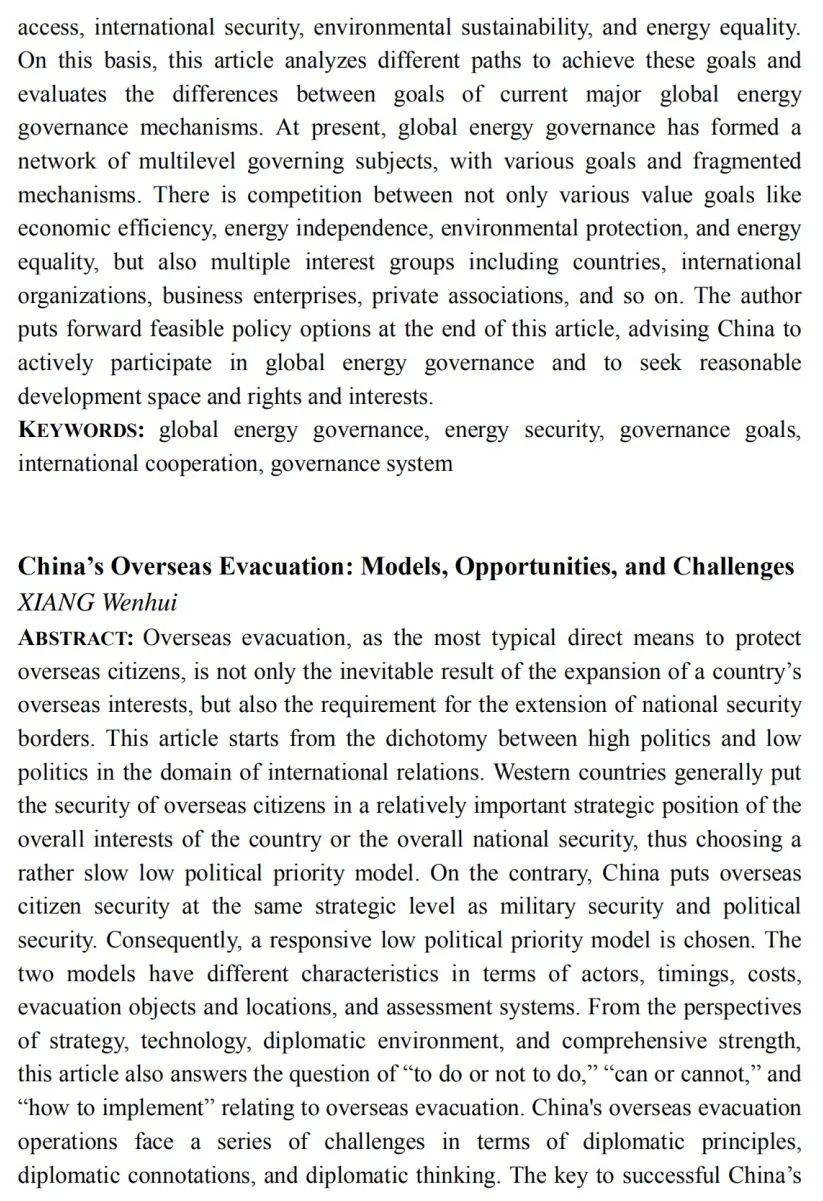 access, international security, environmental sustainability, and energy equality.
On this basis, this article analyzes different paths to achieve these goals and
evaluates the differences between goals of current major global energy
governance mechanisms. At present, global energy governance has formed a
network of multilevel governing subjects, with various goals and fragmented
mechanisms. There is competition between not only various value goals like
economic efficiency, energy independence, environmental protection, and energy
equality, but also multiple interest groups including countries, international
organizations, business enterprises, private associations, and so on. The author
puts forward feasible policy options at the end of this article, advising China to
actively participate in global energy governance and to seek reasonable
development space and rights and interests.
KEYWORDS: global energy governance, energy security, governance goals,
international cooperation, governance system
China’s Overseas Evacuation: Models, Opportunities, and Challenges
XIANG Wenhui
ABSTRACT: Overseas evacuation, as the most typical direct means to protect
overseas citizens, is not only the inevitable result of the expansion of a country’s
overseas interests, but also the requirement for the extension of national security
borders. This article starts from the dichotomy between high politics and low
politics in the domain of international relations. Western countries generally put
the security of overseas citizens in a relatively important strategic position of the
overall interests of the country or the overall national security, thus choosing a
rather slow low political priority model. On the contrary, China puts overseas
citizen security at the same strategic level as military security and political
security. Consequently, a responsive low political priority model is chosen. The
two models have different characteristics in terms of actors, timings, costs,
evacuation objects and locations, and assessment systems. From the perspectives
of strategy, technology, diplomatic environment, and comprehensive strength,
this article also answers the question of “to do or not to do,” “can or cannot,” and
“how to implement” relating to overseas evacuation. China's overseas evacuation
operations face a series of challenges in terms of diplomatic principles,
diplomatic connotations, and diplomatic thinking. The key to successful China’s